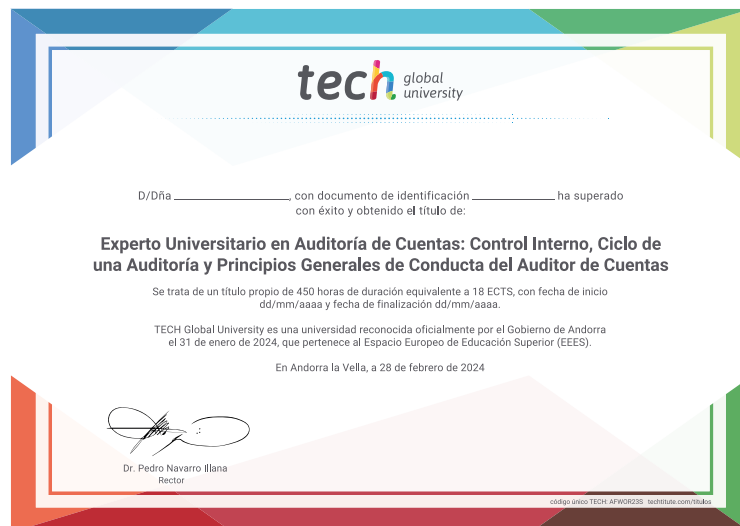 tech global university
D/Dña ____________________, con documento de identificación ______________ ha superado
con éxito y obtenido el título de:
Experto Universitario en Auditoría de Cuentas: Control Interno, Ciclo de
una Auditoría y Principios Generales de Conducta del Auditor de Cuentas
Se trata de un título propio de 450 horas de duración equivalente a 18 ECTS, con fecha de inicio
dd/mm/aaaa y fecha de finalización dd/mm/aaaa.
TECH Global University es una universidad reconocida oficialmente por el Gobierno de Andorra
el 31 de enero de 2024, que pertenece al Espacio Europeo de Educación Superior (EEES).
En Andorra la Vella, a 28 de febrero de 2024
Dr. Pedro Navarro Illana
Rector
código único TECH: AFWOR23S techtitute.com/titulos